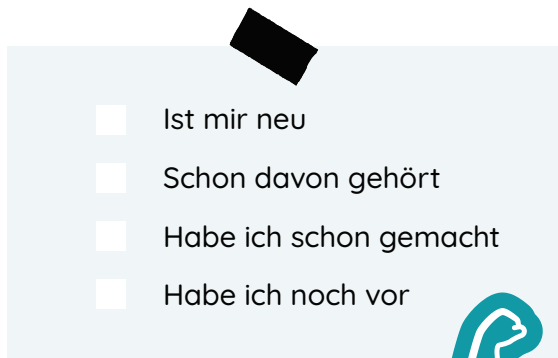 Ist mir neu
Schon davon gehört
Habe ich schon gemacht
Habe ich noch vor